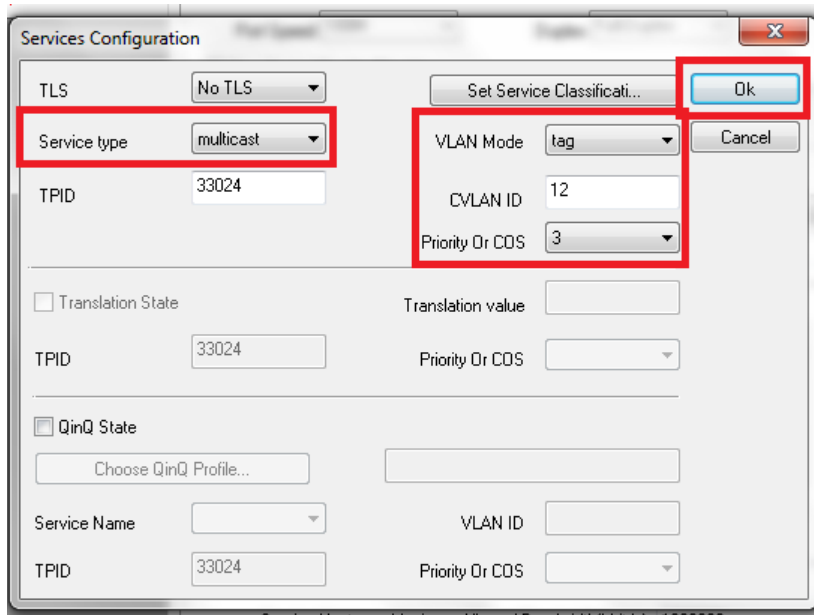 Services Configuration
TLS No TLS Set Service Classificati... Ok
Service type multicast VLAN Mode tag Cancel
TPID 33024 CVLAN ID 12
Priority Or COS 3
Translation State Translation value
TPID 33024 Priority Or COS
QinQ State
Choose QinQ Profile...
Service Name VLAN ID
TPID 33024 Priority Or COS